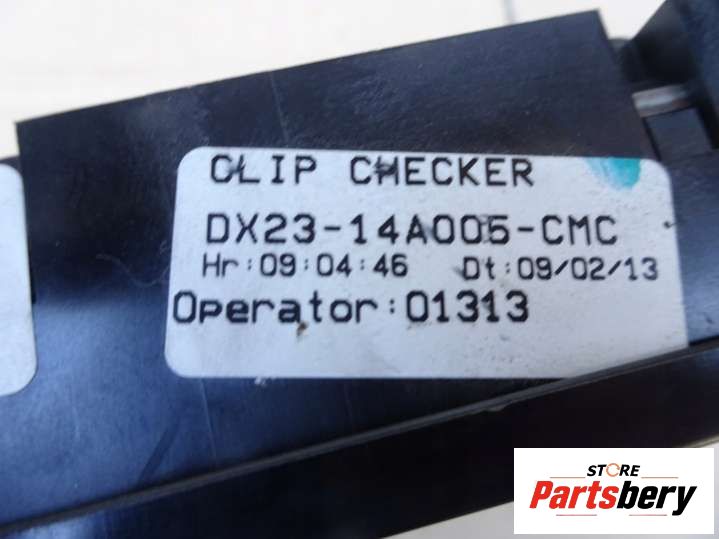 CLIP CHECKER
DX23-14A005-CMC
Hr:09:04:46 Dt:09/02/13
Operator:01313
STORE
Partsbery